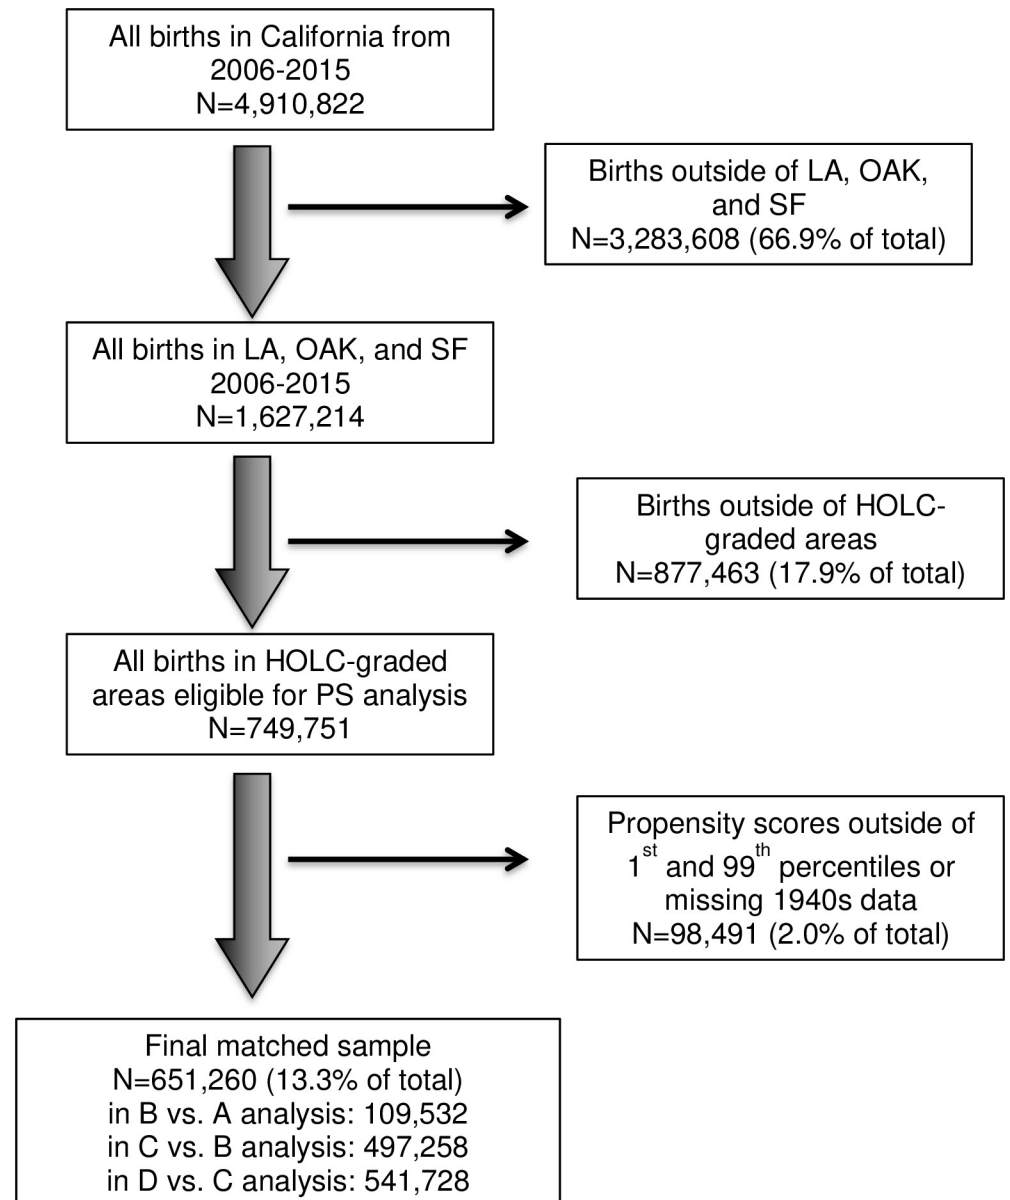 All births in California from
2006-2015
N=4,910,822
Births outside of LA, OAK,
and SF
N=3,283,608 (66.9% of total)
All births in LA, OAK, and SF
2006-2015
N=1,627,214
Births outside of HOLC-
graded areas
N=877,463 (17.9% of total)
All births in HOLC-graded
areas eligible for PS analysis
N=749,751
Propensity scores outside of
1st and 99th percentiles or
missing 1940s data
N=98,491 (2.0% of total)
Final matched sample
N=651,260 (13.3% of total)
in B vs. A analysis: 109,532
in C vs. B analysis: 497,258
in D vs. C analysis: 541,728